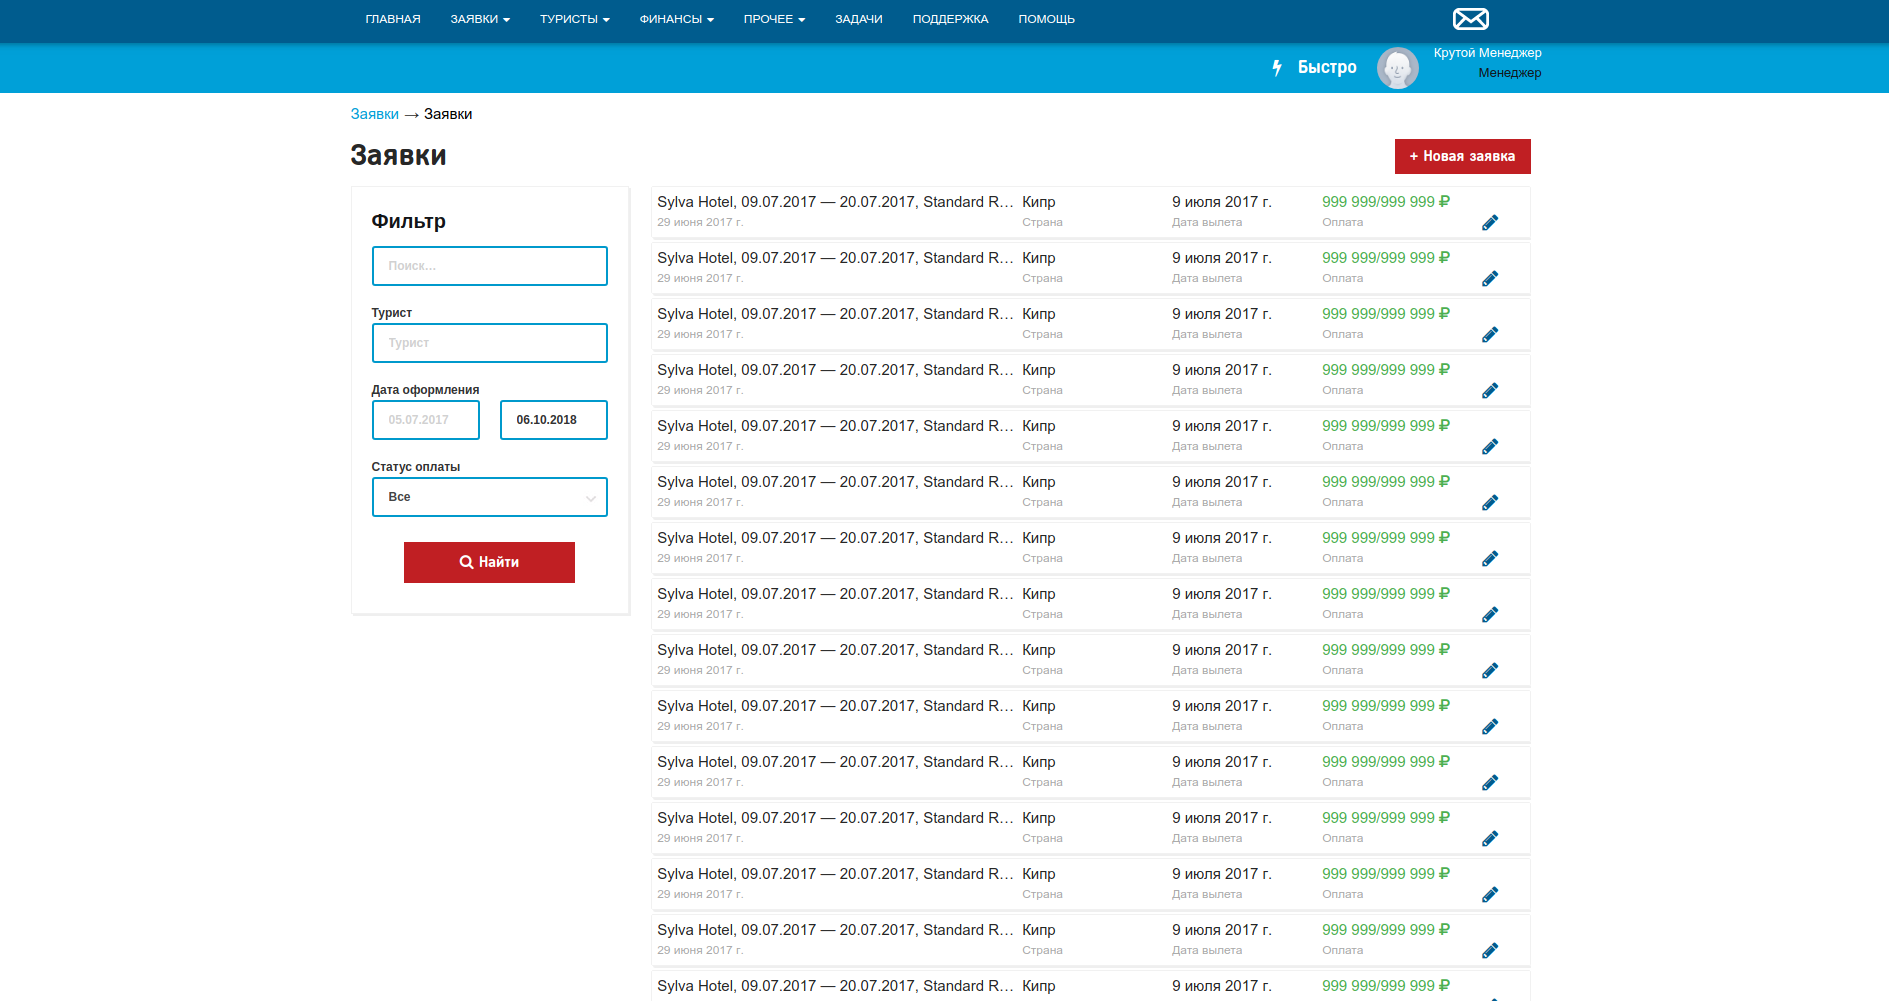 ГЛАВНАЯ ЗАЯВКИ ТУРИСТЫ ФИНАНСЫ ПРОЧЕЕ ЗАДАЧИ ПОДДЕРЖКА ПОМОЩЬ
Быстро
Крутой Менеджер
Менеджер
Заявки → Заявки
Заявки
+ Новая заявка
Фильтр
Поиск...
Турист
Турист
Дата оформления
05.07.2017 06.10.2018
Статус оплаты
Все
Найти
Sylva Hotel, 09.07.2017 — 20.07.2017, Standard R... Кипр 9 июля 2017 г. 999 999/999 999 ₽
29 июня 2017 г. Страна Дата вылета Оплата
Sylva Hotel, 09.07.2017 — 20.07.2017, Standard R... Кипр 9 июля 2017 г. 999 999/999 999 ₽
29 июня 2017 г. Страна Дата вылета Оплата
Sylva Hotel, 09.07.2017 — 20.07.2017, Standard R... Кипр 9 июля 2017 г. 999 999/999 999 ₽
29 июня 2017 г. Страна Дата вылета Оплата
Sylva Hotel, 09.07.2017 — 20.07.2017, Standard R... Кипр 9 июля 2017 г. 999 999/999 999 ₽
29 июня 2017 г. Страна Дата вылета Оплата
Sylva Hotel, 09.07.2017 — 20.07.2017, Standard R... Кипр 9 июля 2017 г. 999 999/999 999 ₽
29 июня 2017 г. Страна Дата вылета Оплата
Sylva Hotel, 09.07.2017 — 20.07.2017, Standard R... Кипр 9 июля 2017 г. 999 999/999 999 ₽
29 июня 2017 г. Страна Дата вылета Оплата
Sylva Hotel, 09.07.2017 — 20.07.2017, Standard R... Кипр 9 июля 2017 г. 999 999/999 999 ₽
29 июня 2017 г. Страна Дата вылета Оплата
Sylva Hotel, 09.07.2017 — 20.07.2017, Standard R... Кипр 9 июля 2017 г. 999 999/999 999 ₽
29 июня 2017 г. Страна Дата вылета Оплата
Sylva Hotel, 09.07.2017 — 20.07.2017, Standard R... Кипр 9 июля 2017 г. 999 999/999 999 ₽
29 июня 2017 г. Страна Дата вылета Оплата
Sylva Hotel, 09.07.2017 — 20.07.2017, Standard R... Кипр 9 июля 2017 г. 999 999/999 999 ₽
29 июня 2017 г. Страна Дата вылета Оплата
Sylva Hotel, 09.07.2017 — 20.07.2017, Standard R... Кипр 9 июля 2017 г. 999 999/999 999 ₽
29 июня 2017 г. Страна Дата вылета Оплата
Sylva Hotel, 09.07.2017 — 20.07.2017, Standard R... Кипр 9 июля 2017 г. 999 999/999 999 ₽
29 июня 2017 г. Страна Дата вылета Оплата
Sylva Hotel, 09.07.2017 — 20.07.2017, Standard R... Кипр 9 июля 2017 г. 999 999/999 999 ₽
29 июня 2017 г. Страна Дата вылета Оплата
Sylva Hotel, 09.07.2017 — 20.07.2017, Standard R... Кипр 9 июля 2017 г. 999 999/999 999 ₽
29 июня 2017 г. Страна Дата вылета Оплата
Sylva Hotel, 09.07.2017 — 20.07.2017, Standard R... Кипр 9 июля 2017 г. 999 999/999 999 ₽